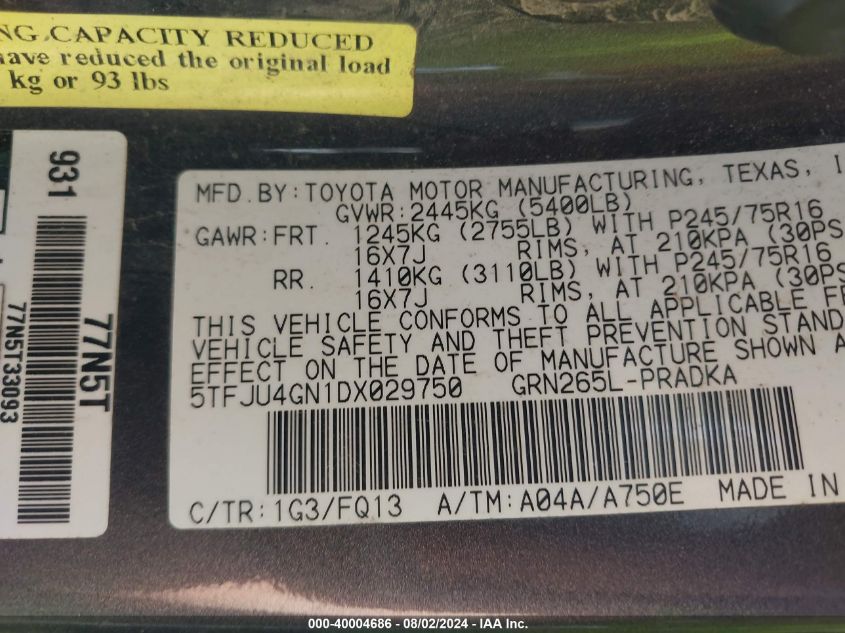 NG CAPACITY REDUCED
have reduced the original load
kg or 93 lbs
931
77N5T
77N5T33093
MFD. BY: TOYOTA MOTOR MANUFACTURING, TEXAS, I
GVWR: 2445KG (5400LB)
GAWR: FRT. 1245KG (2755LB) WITH P245/75R16
16X7J RIMS, AT 210KPA (30PS
RR. 1410KG (3110LB) WITH P245/75R16
16X7J RIMS, AT 210KPA (30PS
THIS VEHICLE CONFORMS TO ALL APPLICABLE FE
VEHICLE SAFETY AND THEFT PREVENTION STAND
EFFECT ON THE DATE OF MANUFACTURE SHOWN A
5TFJU4GN1DX029750 GRN265L-PRADKA
C/TR: 1G3/FQ13 A/TM: A04A/A750E MADE IN
000-40004686 - 08/02/2024 - IAA Inc.